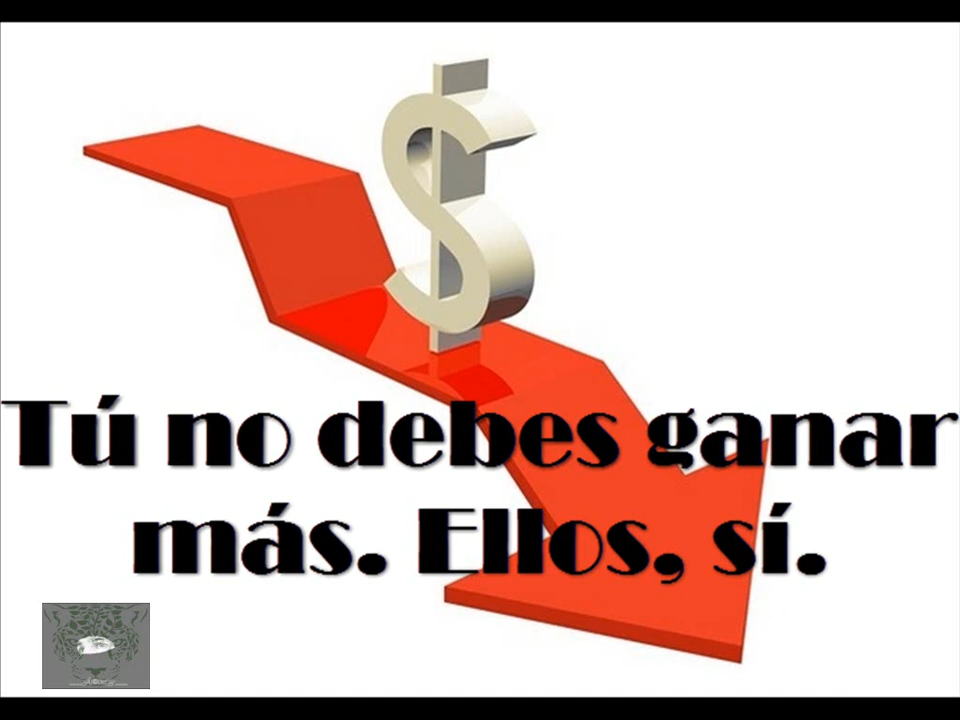 Tú no debes ganar
más. Ellos, sí.